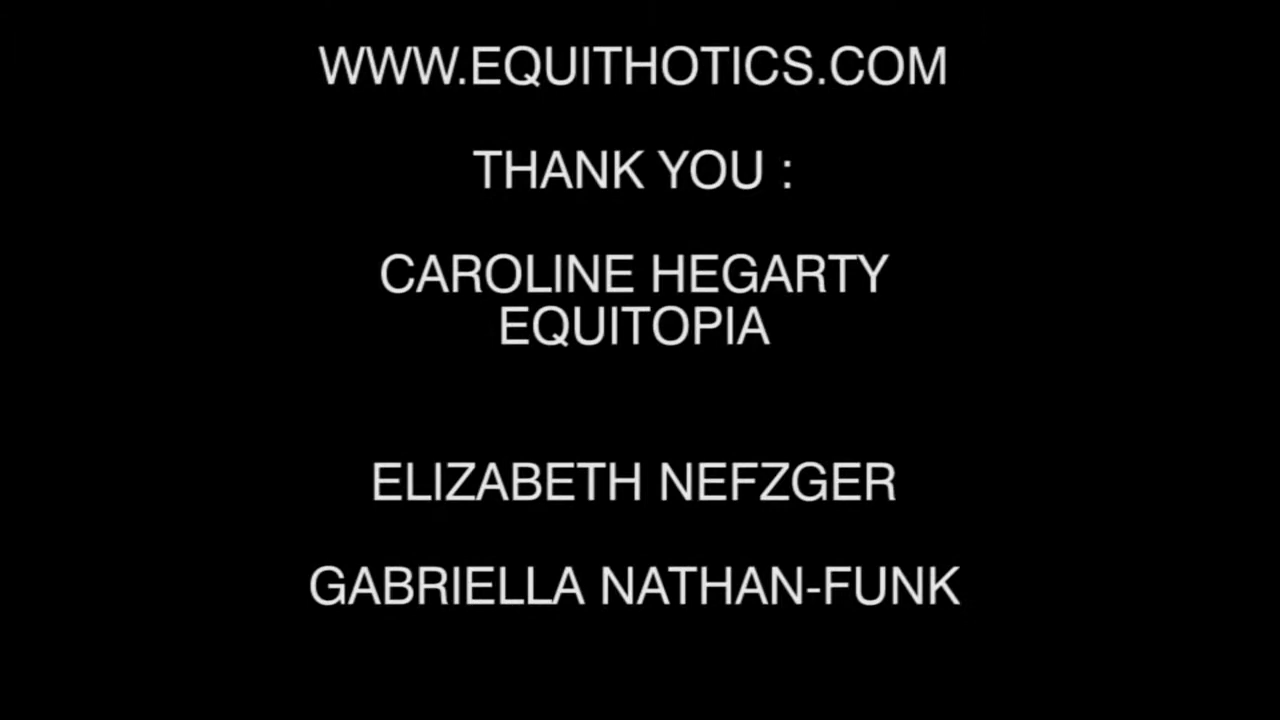 WWW.EQUITHOTICS.COM
THANK YOU :
CAROLINE HEGARTY
EQUITOPIA
ELIZABETH NEFZGER
GABRIELLA NATHAN-FUNK